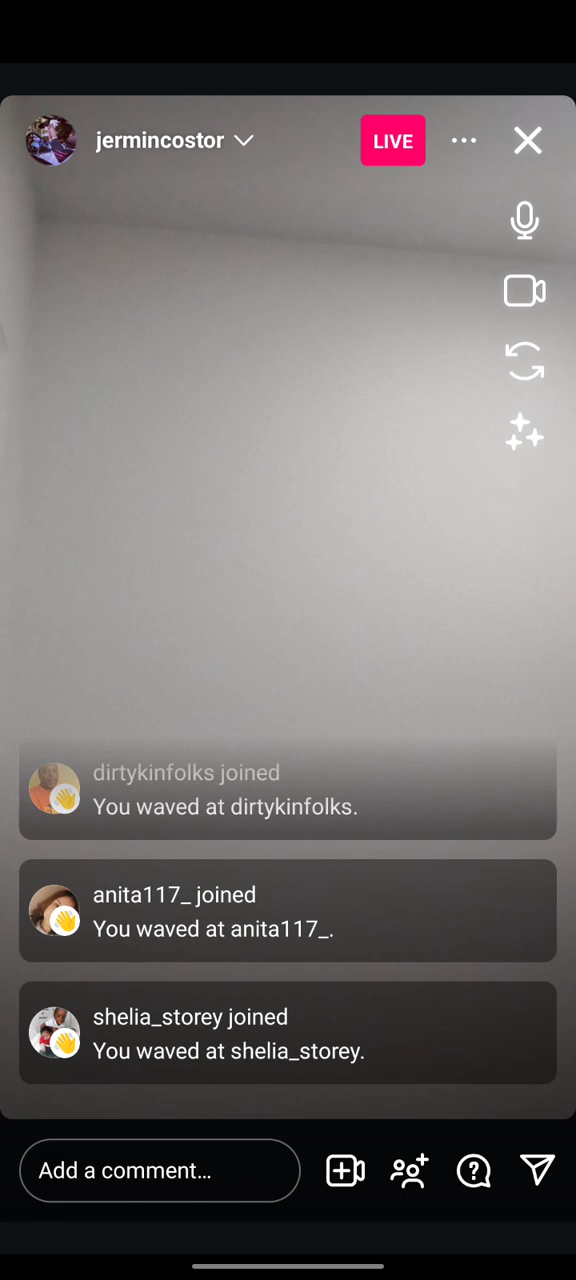 jermincostor
LIVE
dirtykinfolks joined
You waved at dirtykinfolks.
anita117_ joined
You waved at anita117_.
shelia_storey joined
You waved at shelia_storey.
Add a comment...